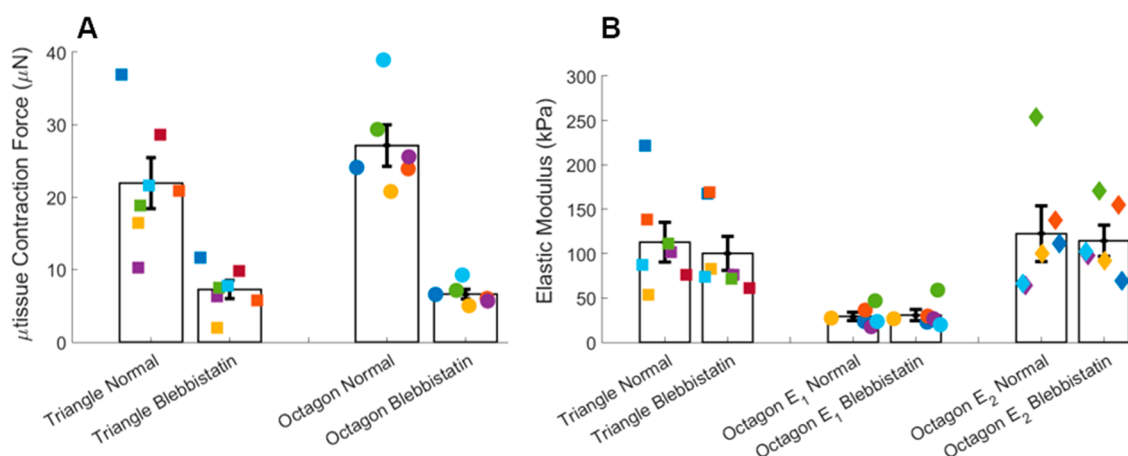 A
μtissue Contraction Force (μN)
40
30
20
10
0
Triangle Normal
Triangle Blebbistatin
Octagon Normal
Octagon Blebbistatin
B
Elastic Modulus (kPa)
300
250
200
150
100
50
0
Triangle Normal
Triangle Blebbistatin
Octagon E₁ Normal
Octagon E₁ Blebbistatin
Octagon E₂ Normal
Octagon E₂ Blebbistatin